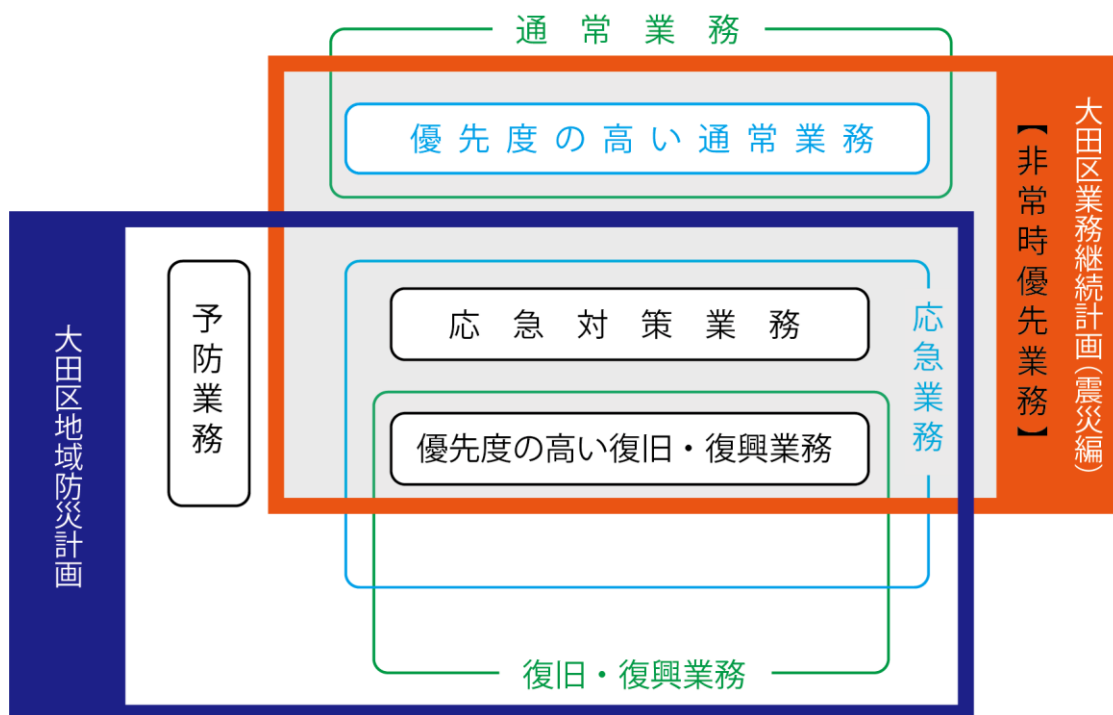 通常業務
優先度の高い通常業務
大田区業務継続計画(震災編)
【非常時優先業務】
応急業務
応急対策業務
優先度の高い復旧・復興業務
予防業務
大田区地域防災計画
復旧・復興業務